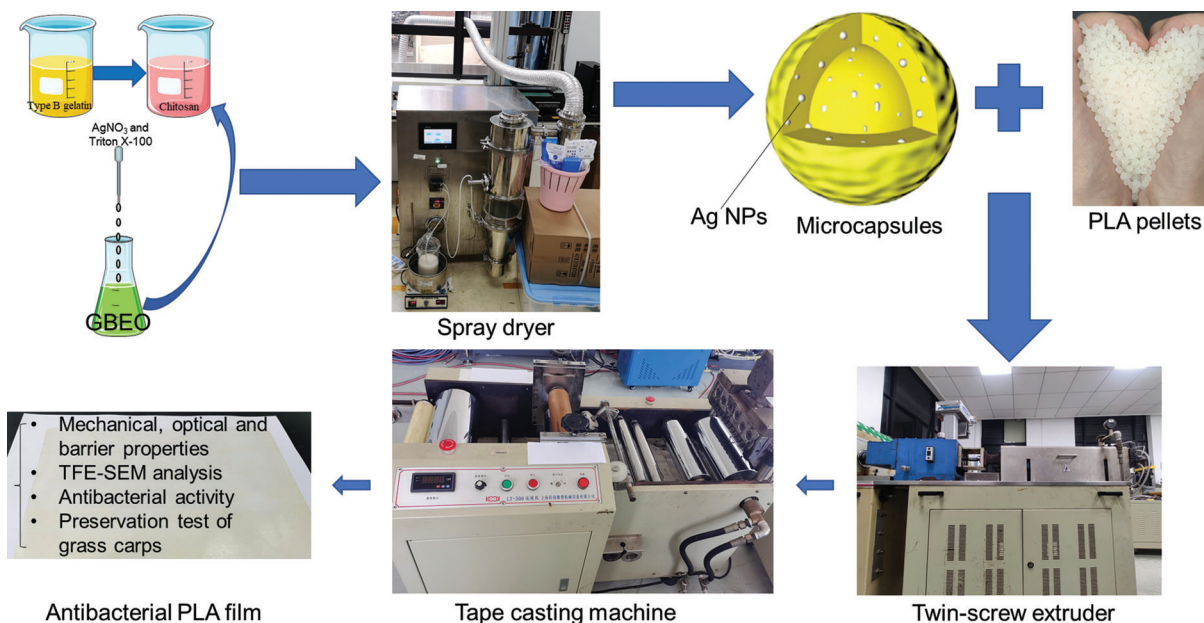 Type B gelatin
Chitosan
AgNO₃ and
Triton X-100
GBEO
Spray dryer
Ag NPs
Microcapsules
PLA pellets
Mechanical, optical and
barrier properties
TFE-SEM analysis
Antibacterial activity
Preservation test of
grass carps
Antibacterial PLA film
Tape casting machine
Twin-screw extruder